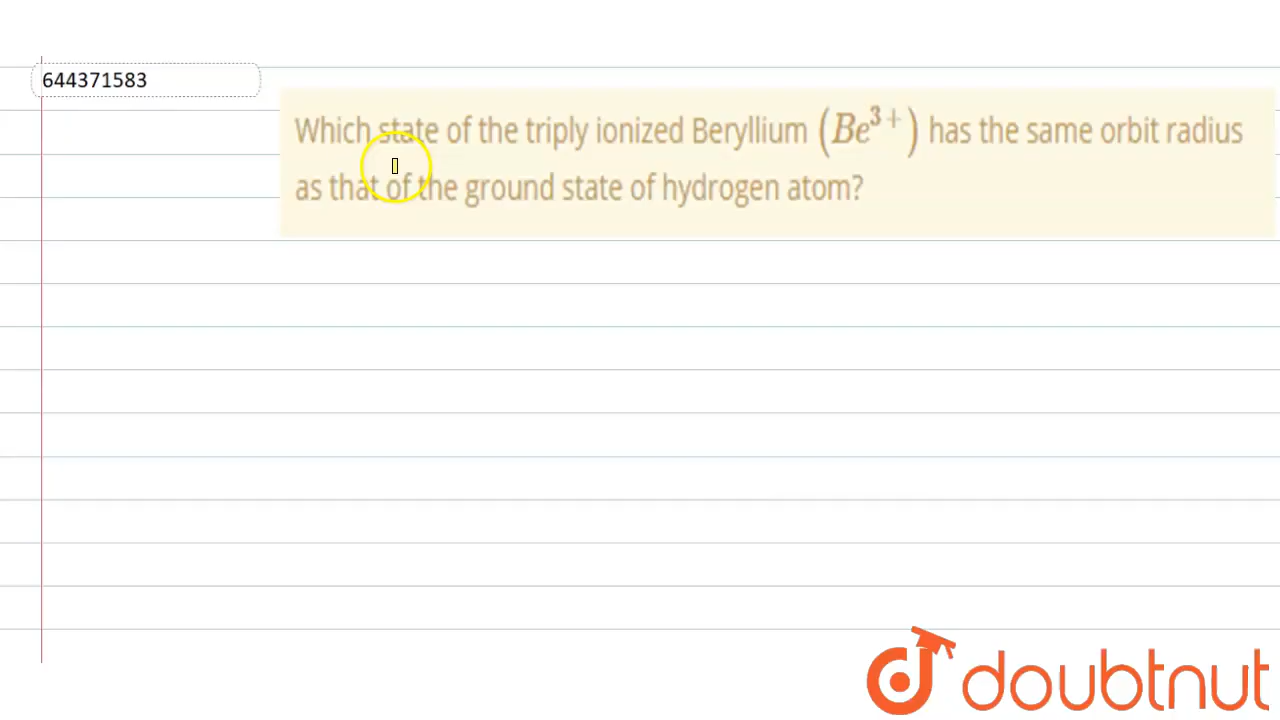 644371583
Which state of the triply ionized Beryllium (Be³⁺) has the same orbit radius
as that of the ground state of hydrogen atom?
doubtnut